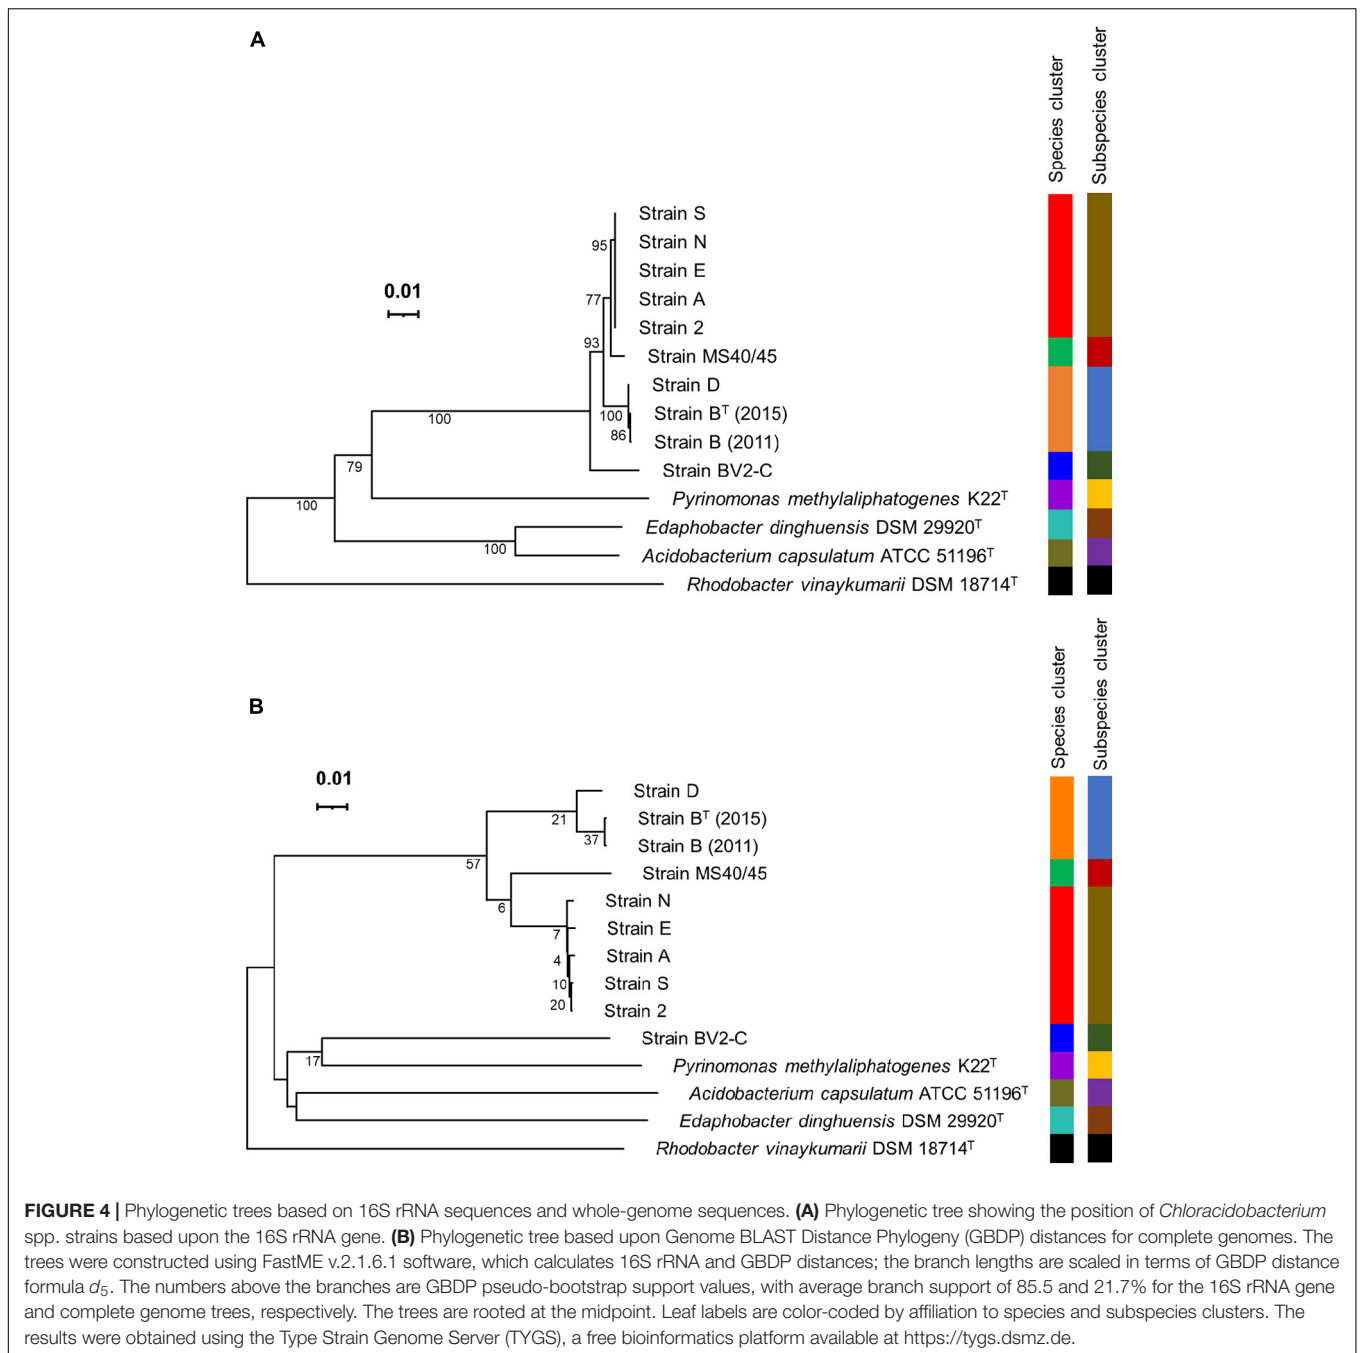 A
Species cluster
Subspecies cluster
Strain S
95
Strain N
Strain E
0.01
77
Strain A
Strain 2
93
Strain MS40/45
Strain D
100
100
Strain Bᵀ (2015)
86
Strain B (2011)
79
Strain BV2-C
100
Pyrinomonas methylaliphatogenes K22ᵀ
Edaphobacter dinghuensis DSM 29920ᵀ
100
Acidobacterium capsulatum ATCC 51196ᵀ
Rhodobacter vinaykumarii DSM 18714ᵀ
B
Species cluster
Subspecies cluster
0.01
Strain D
21
Strain Bᵀ (2015)
37
Strain B (2011)
57
Strain MS40/45
6
Strain N
7
Strain E
4
Strain A
10
Strain S
20
Strain 2
Strain BV2-C
17
Pyrinomonas methylaliphatogenes K22ᵀ
Acidobacterium capsulatum ATCC 51196ᵀ
Edaphobacter dinghuensis DSM 29920ᵀ
Rhodobacter vinaykumarii DSM 18714ᵀ
FIGURE 4 | Phylogenetic trees based on 16S rRNA sequences and whole-genome sequences. (A) Phylogenetic tree showing the position of Chloracidobacterium
spp. strains based upon the 16S rRNA gene. (B) Phylogenetic tree based upon Genome BLAST Distance Phylogeny (GBDP) distances for complete genomes. The
trees were constructed using FastME v.2.1.6.1 software, which calculates 16S rRNA and GBDP distances; the branch lengths are scaled in terms of GBDP distance
formula d₅. The numbers above the branches are GBDP pseudo-bootstrap support values, with average branch support of 85.5 and 21.7% for the 16S rRNA gene
and complete genome trees, respectively. The trees are rooted at the midpoint. Leaf labels are color-coded by affiliation to species and subspecies clusters. The
results were obtained using the Type Strain Genome Server (TYGS), a free bioinformatics platform available at https://tygs.dsmz.de.